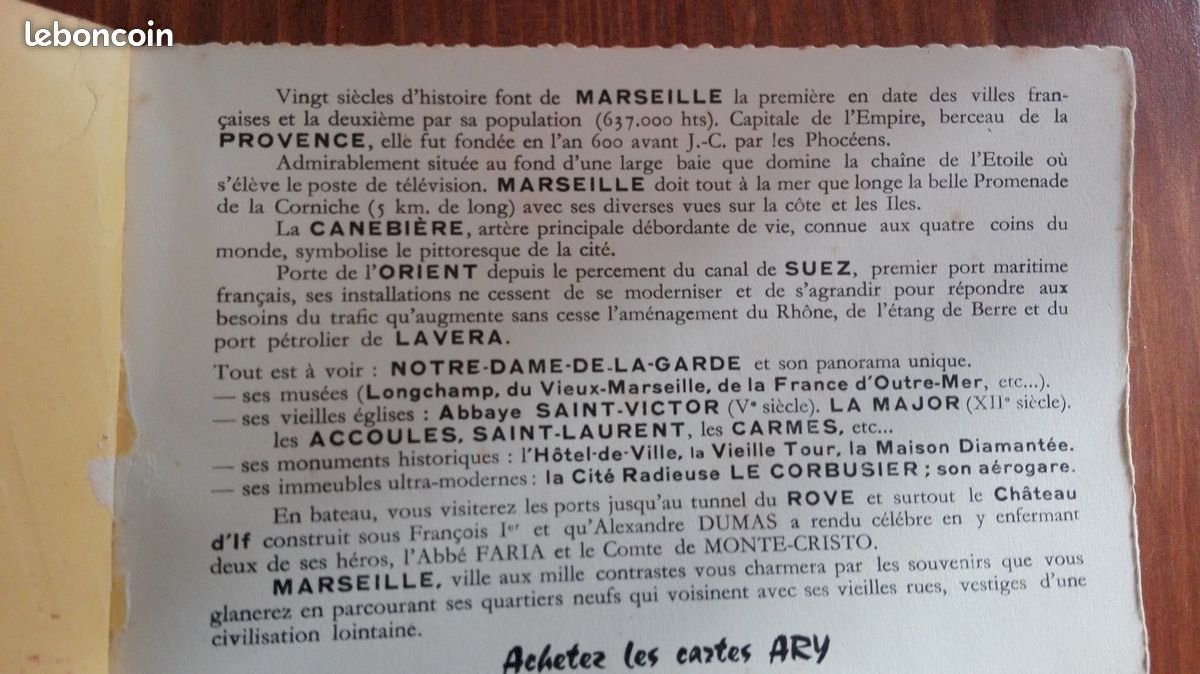 leboncoin
Vingt siècles d'histoire font de MARSEILLE la première en date des villes fran-
çaises et la deuxième par sa population (637.000 hts). Capitale de l'Empire, berceau de la
PROVENCE, elle fut fondée en l'an 600 avant J.-C. par les Phocéens.
Admirablement située au fond d'une large baie que domine la chaîne de l'Etoile où
s'élève le poste de télévision. MARSEILLE doit tout à la mer que longe la belle Promenade
de la Corniche (5 km. de long) avec ses diverses vues sur la côte et les Iles.
La CANEBIÈRE, artère principale débordante de vie, connue aux quatre coins du
monde, symbolise le pittoresque de la cité.
Porte de l'ORIENT depuis le percement du canal de SUEZ, premier port maritime
français, ses installations ne cessent de se moderniser et de s'agrandir pour répondre aux
besoins du trafic qu'augmente sans cesse l'aménagement du Rhône, de l'étang de Berre et du
port pétrolier de LAVERA.
Tout est à voir : NOTRE-DAME-DE-LA-GARDE et son panorama unique.
— ses musées (Longchamp, du Vieux-Marseille, de la France d'Outre-Mer, etc...).
— ses vieilles églises : Abbaye SAINT-VICTOR (Ve siècle). LA MAJOR (XIIe siècle).
les ACCOULES, SAINT-LAURENT, les CARMES, etc...
— ses monuments historiques : l'Hôtel-de-Ville, la Vieille Tour, la Maison Diamantée.
— ses immeubles ultra-modernes : la Cité Radieuse LE CORBUSIER ; son aérogare.
En bateau, vous visiterez les ports jusqu'au tunnel du ROVE et surtout le Château
d'If construit sous François Ier et qu'Alexandre DUMAS a rendu célébre en y enfermant
deux de ses héros, l'Abbé FARIA et le Comte de MONTE-CRISTO.
MARSEILLE, ville aux mille contrastes vous charmera par les souvenirs que vous
glanerez en parcourant ses quartiers neufs qui voisinent avec ses vieilles rues, vestiges d'une
civilisation lointaine.
Achetez les cartes ARY